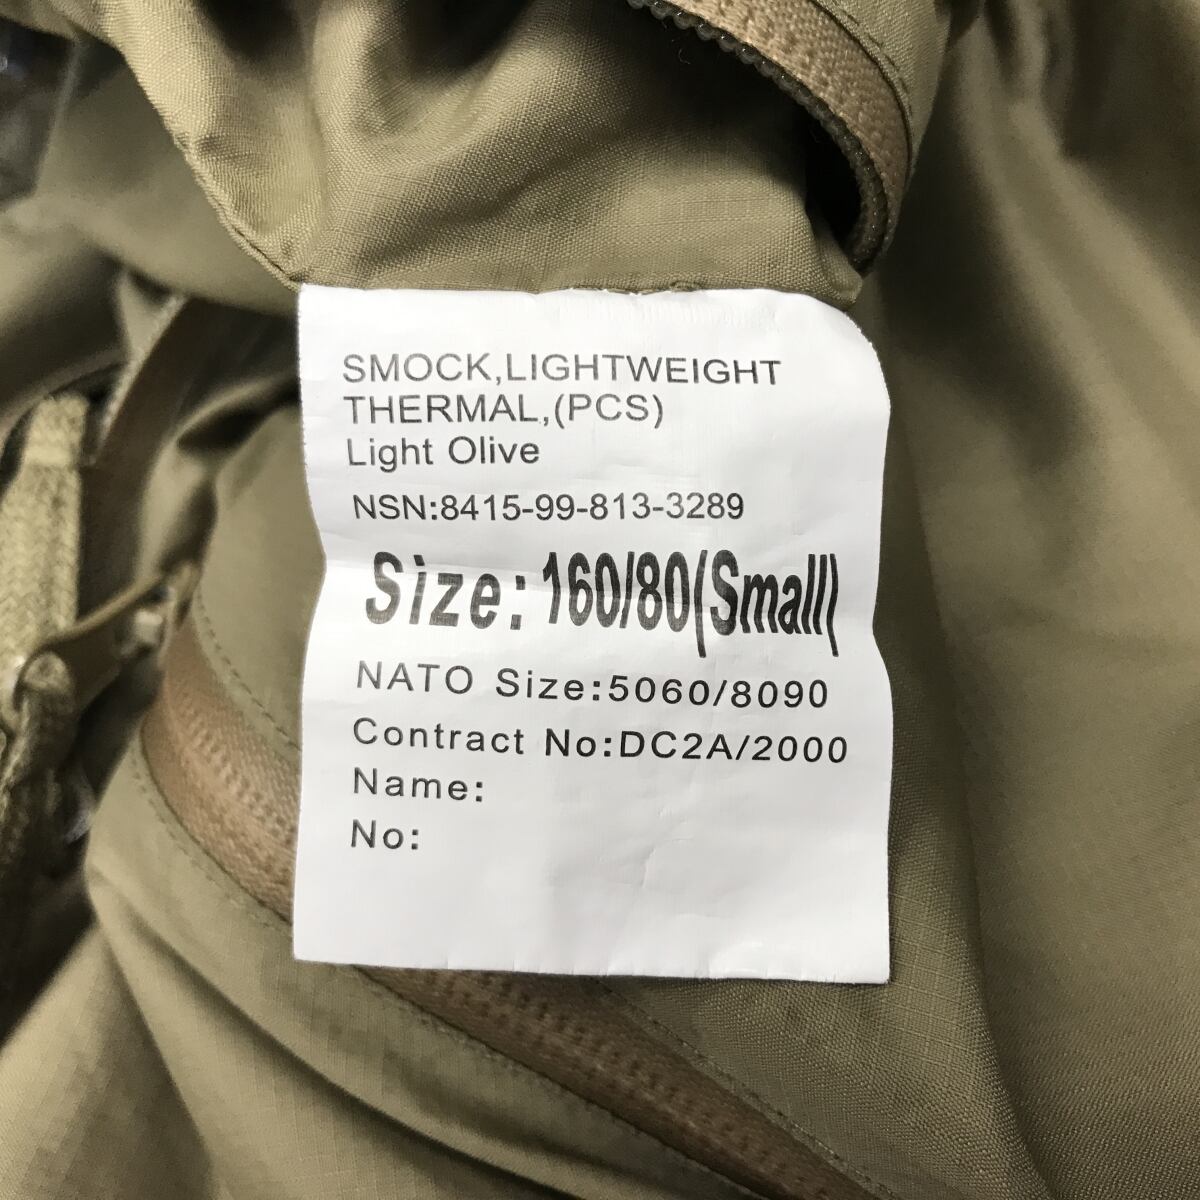 SMOCK,LIGHTWEIGHT
THERMAL,(PCS)
Light Olive
NSN:8415-99-813-3289
Size: 160/80(Small)
NATO Size:5060/8090
Contract No:DC2A/2000
Name:
No: